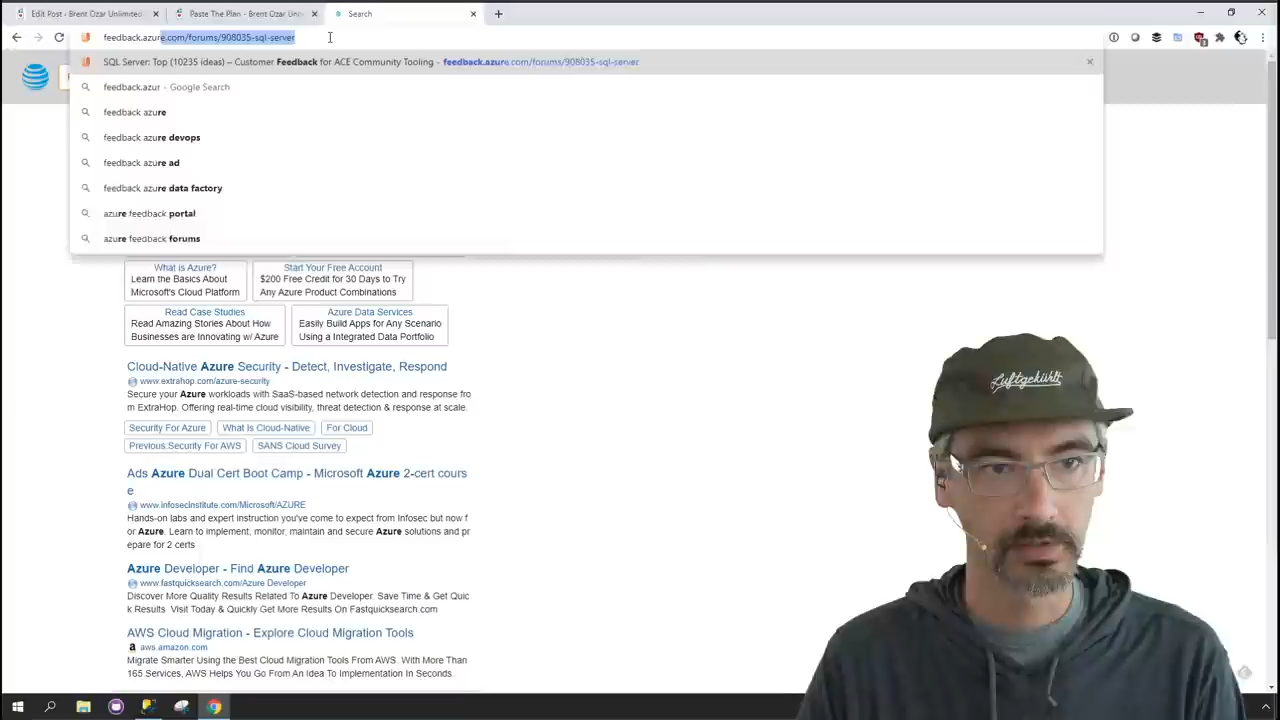 Edit Post - Brent Ozar Unlimited
Paste The Plan - Brent Ozar Unl
Search
feedback.azure.com/forums/908035-sql-server
SQL Server: Top (10235 ideas) – Customer Feedback for ACE Community Tooling - feedback.azure.com/forums/908035-sql-server
feedback.azur - Google Search
feedback azure
feedback azure devops
feedback azure ad
feedback azure data factory
azure feedback portal
azure feedback forums
What is Azure?
Learn the Basics About
Microsoft's Cloud Platform
Start Your Free Account
$200 Free Credit for 30 Days to Try
Any Azure Product Combinations
Read Case Studies
Read Amazing Stories About How
Businesses are Innovating w/ Azure
Azure Data Services
Easily Build Apps for Any Scenario
Using a Integrated Data Portfolio
Cloud-Native Azure Security - Detect, Investigate, Respond
www.extrahop.com/azure-security
Secure your Azure workloads with SaaS-based network detection and response fro
m ExtraHop. Offering real-time cloud visibility, threat detection & response at scale.
Security For Azure
What Is Cloud-Native
For Cloud
Previous:Security For AWS
SANS Cloud Survey
Ads Azure Dual Cert Boot Camp - Microsoft Azure 2-cert cours
e
www.infosecinstitute.com/Microsoft/AZURE
Hands-on labs and expert instruction you've come to expect from Infosec but now f
or Azure. Learn to implement, monitor, maintain and secure Azure solutions and pr
epare for 2 certs
Azure Developer - Find Azure Developer
www.fastquicksearch.com/Azure Developer
Discover More Quality Results Related To Azure Developer. Save Time & Get Quic
k Results. Visit Today & Quickly Get More Results On Fastquicksearch.com
AWS Cloud Migration - Explore Cloud Migration Tools
aws.amazon.com
Migrate Smarter Using the Best Cloud Migration Tools From AWS. With More Than
165 Services, AWS Helps You Go From An Idea To Implementation In Seconds.
Luftgekühlt